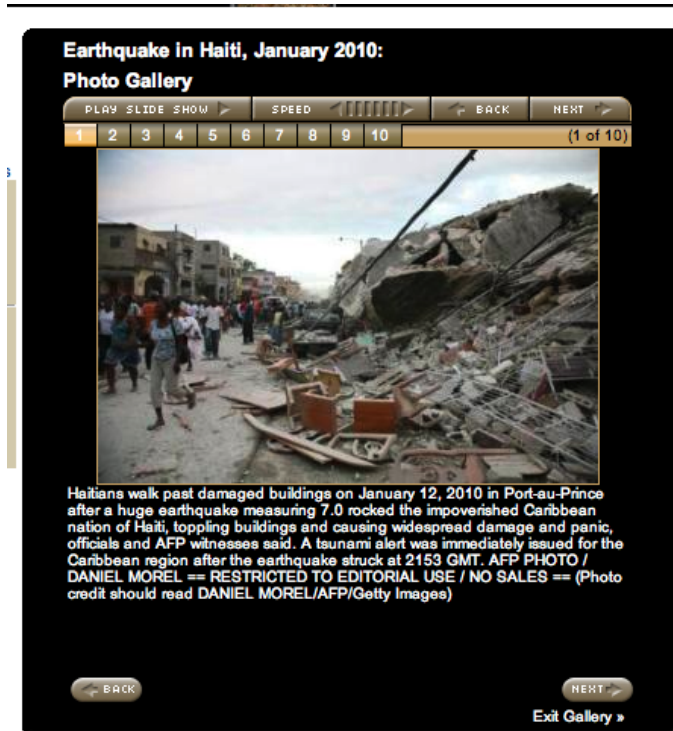 Earthquake in Haiti, January 2010:
Photo Gallery
PLAY SLIDE SHOW SPEED BACK NEXT
1 2 3 4 5 6 7 8 9 10 (1 of 10)
Haitians walk past damaged buildings on January 12, 2010 in Port-au-Prince
after a huge earthquake measuring 7.0 rocked the impoverished Caribbean
nation of Haiti, toppling buildings and causing widespread damage and panic,
officials and AFP witnesses said. A tsunami alert was immediately issued for the
Caribbean region after the earthquake struck at 2153 GMT. AFP PHOTO /
DANIEL MOREL == RESTRICTED TO EDITORIAL USE / NO SALES == (Photo
credit should read DANIEL MOREL/AFP/Getty Images)
BACK NEXT
Exit Gallery »